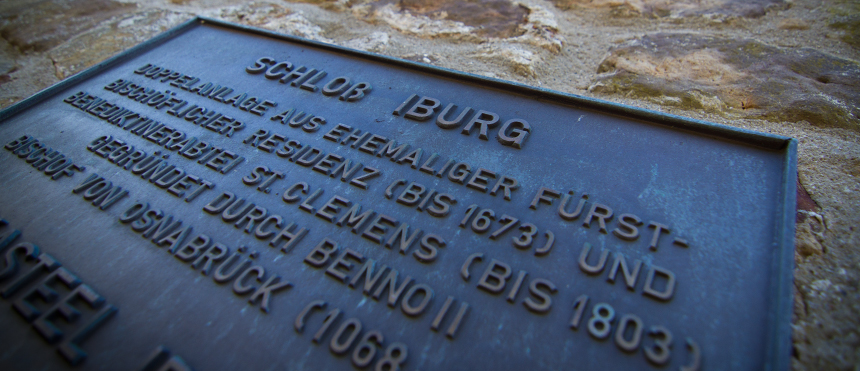 SCHLOß IBURG
DOPPELANLAGE AUS EHEMALIGER FÜRST-
BISCHÖFLICHER RESIDENZ (BIS 1673) UND
BENEDIKTINERABTEI ST. CLEMENS (BIS 1803)
GEGRÜNDET DURCH BENNO II
BISCHOF VON OSNABRÜCK (1068